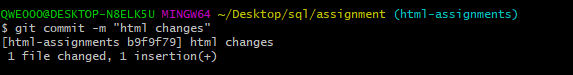 QWEOOO@DESKTOP-N8ELK5U MINGW64 ~/Desktop/sql/assignment (html-assignments)
$ git commit -m "html changes"
[html-assignments b9f9f79] html changes
 1 file changed, 1 insertion(+)